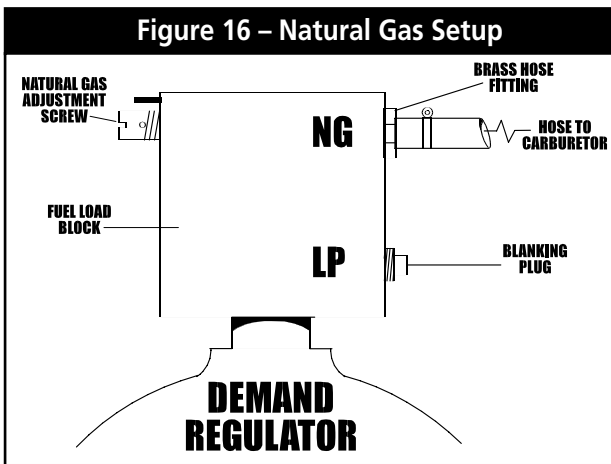 Figure 16 – Natural Gas Setup
NATURAL GAS
ADJUSTMENT
SCREW
BRASS HOSE
FITTING
NG
HOSE TO
CARBURETOR
FUEL LOAD
BLOCK
LP
BLANKING
PLUG
DEMAND
REGULATOR